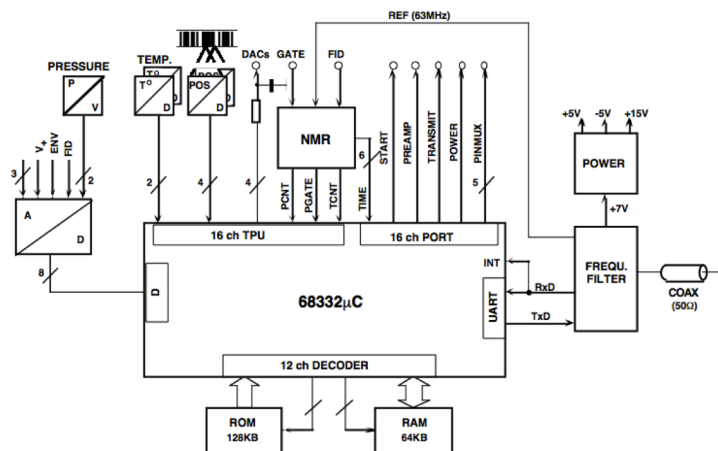 REF (63MHz)
PRESSURE
TEMP.
DACs
GATE
FID
P
V
T°
D
T°
D
POS
D
+5V
-5V
+15V
V+
ENV
FID
NMR
START
PREAMP
TRANSMIT
POWER
PINMUX
POWER
3
2
2
4
4
6
5
PCNT
PGATE
TCNT
TIME
+7V
A
D
8
16 ch TPU
16 ch PORT
INT
FREQU.
FILTER
D
68332µC
UART
RxD
TxD
COAX
(50Ω)
12 ch DECODER
ROM
128KB
RAM
64KB